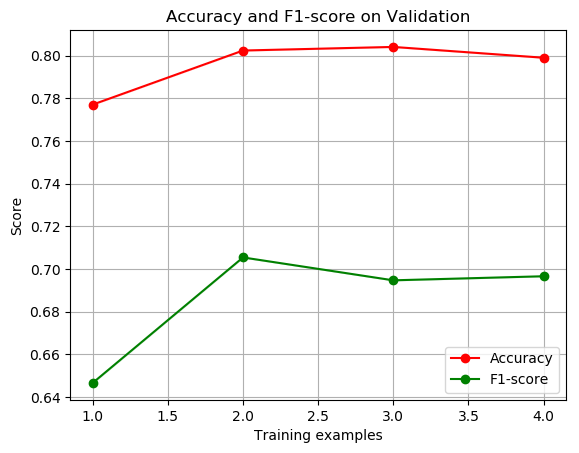 Accuracy and F1-score on Validation
0.80
0.78
0.76
0.74
0.72
0.70
0.68
0.66
0.64
Score
Accuracy
F1-score
1.0 1.5 2.0 2.5 3.0 3.5 4.0
Training examples